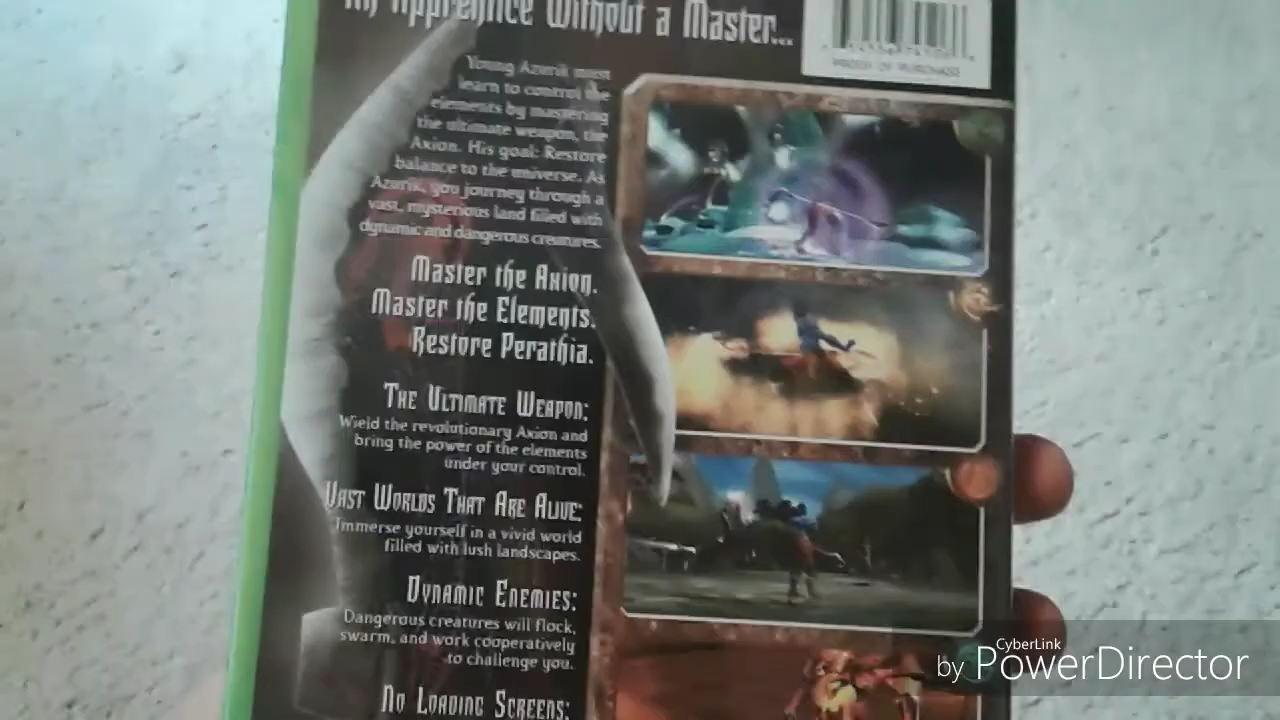 An Apprentice Without a Master...
PROOF OF PURCHASE
Young Azurik must
learn to control the
elements by mastering
the ultimate weapon, the
Axion. His goal: Restore
balance to the universe. As
Azurik, you journey through a
vast, mysterious land filled with
dynamic and dangerous creatures.
Master the Axion.
Master the Elements.
Restore Perathia.
The Ultimate Weapon:
Wield the revolutionary Axion and
bring the power of the elements
under your control.
Vast Worlds That Are Alive:
Immerse yourself in a vivid world
filled with lush landscapes.
Dynamic Enemies:
Dangerous creatures will flock,
swarm, and work cooperatively
to challenge you.
No Loading Screens:
CyberLink
by PowerDirector